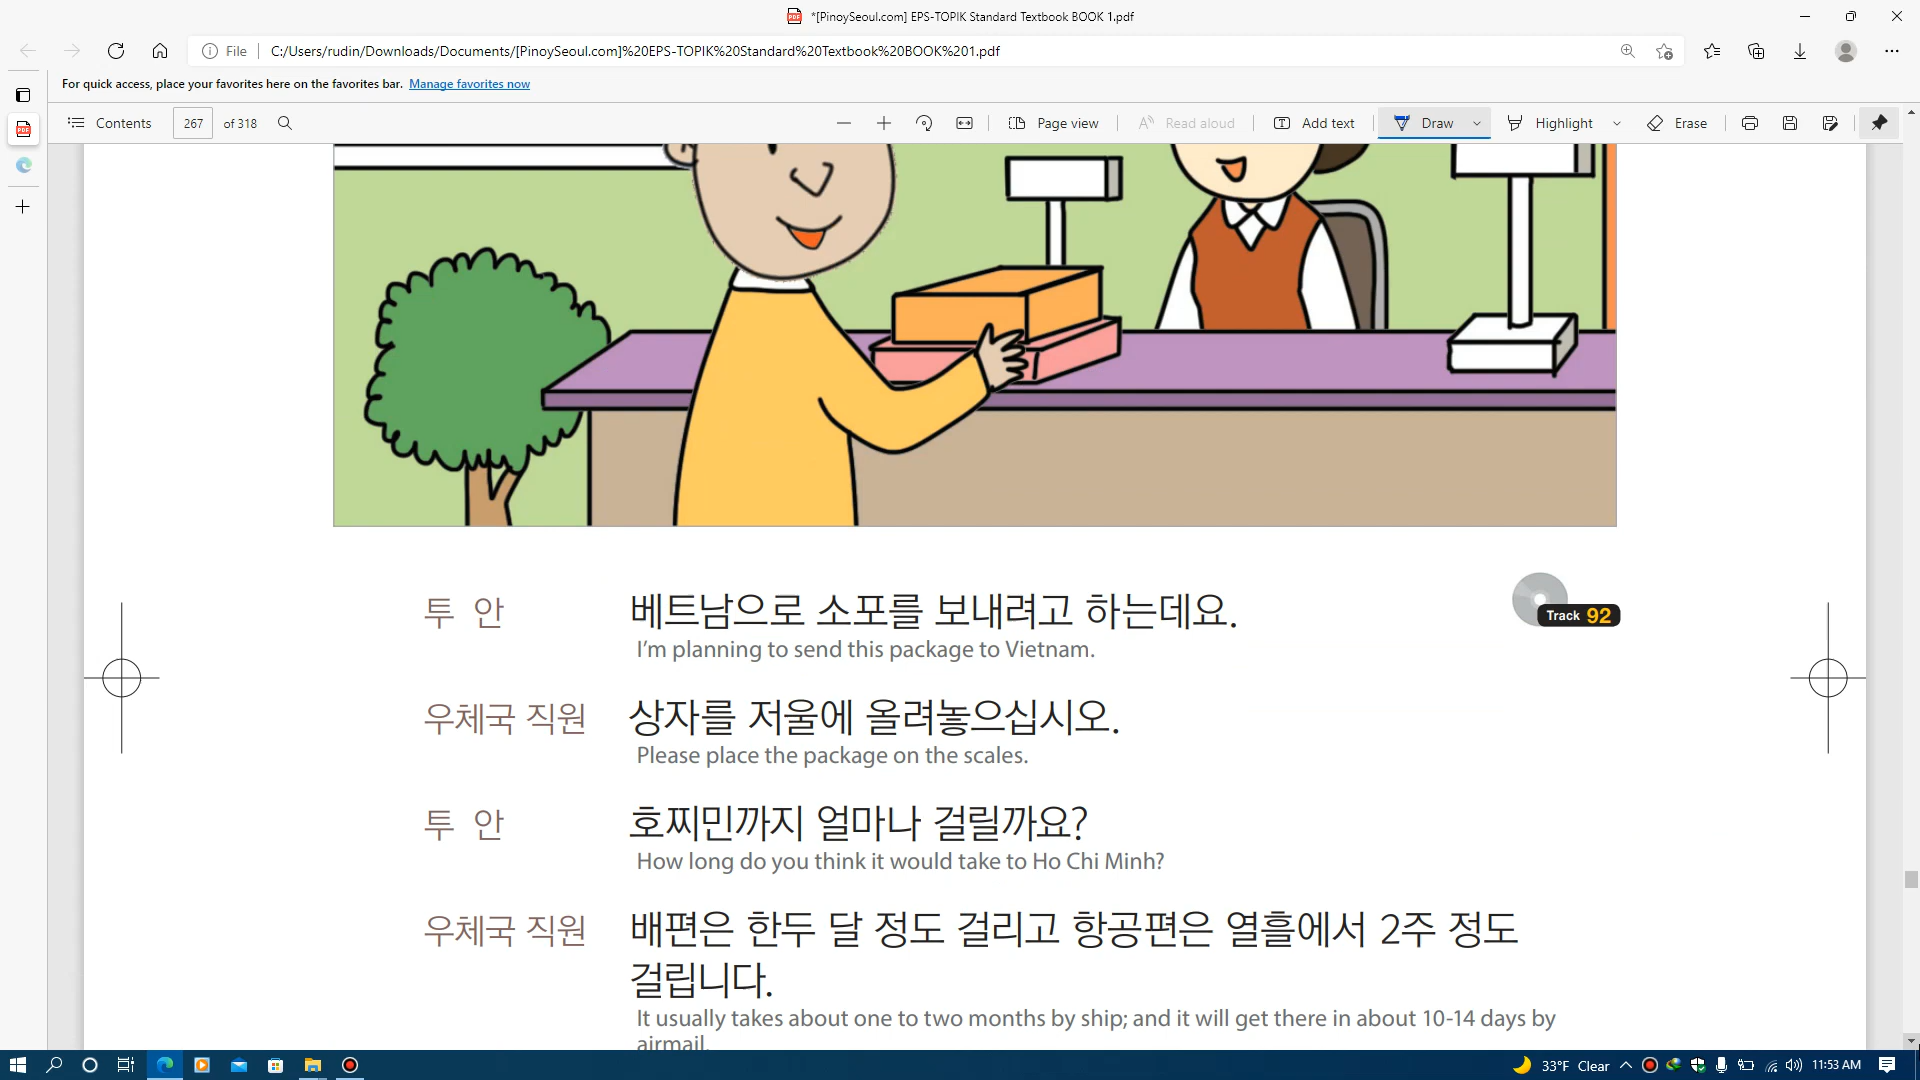 *[PinoySeoul.com] EPS-TOPIK Standard Textbook BOOK 1.pdf
File
C:/Users/rudin/Downloads/Documents/[PinoySeoul.com]%20EPS-TOPIK%20Standard%20Textbook%20BOOK%201.pdf
For quick access, place your favorites here on the favorites bar. Manage favorites now
Contents 267 of 318 Page view Read aloud Add text Draw Highlight Erase
투 안 베트남으로 소포를 보내려고 하는데요.
Track 92
I'm planning to send this package to Vietnam.
우체국 직원 상자를 저울에 올려놓으십시오.
Please place the package on the scales.
투 안 호찌민까지 얼마나 걸릴까요?
How long do you think it would take to Ho Chi Minh?
우체국 직원 배편은 한두 달 정도 걸리고 항공편은 열흘에서 2주 정도
걸립니다.
It usually takes about one to two months by ship; and it will get there in about 10-14 days by
airmail.
33°F Clear 11:53 AM